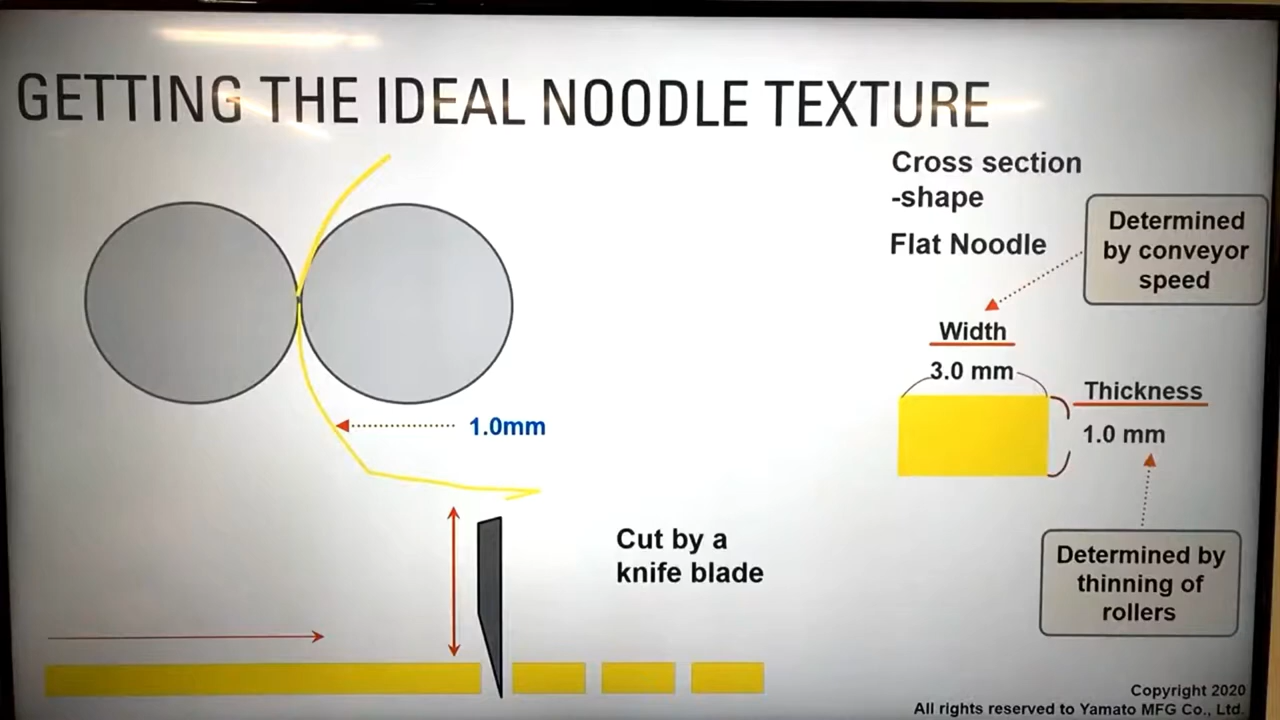 GETTING THE IDEAL NOODLE TEXTURE
Cross section
-shape
Flat Noodle
Determined
by conveyor
speed
Width
3.0 mm
Thickness
1.0 mm
1.0mm
Cut by a
knife blade
Determined by
thinning of
rollers
Copyright 2020
All rights reserved to Yamato MFG Co., Ltd.